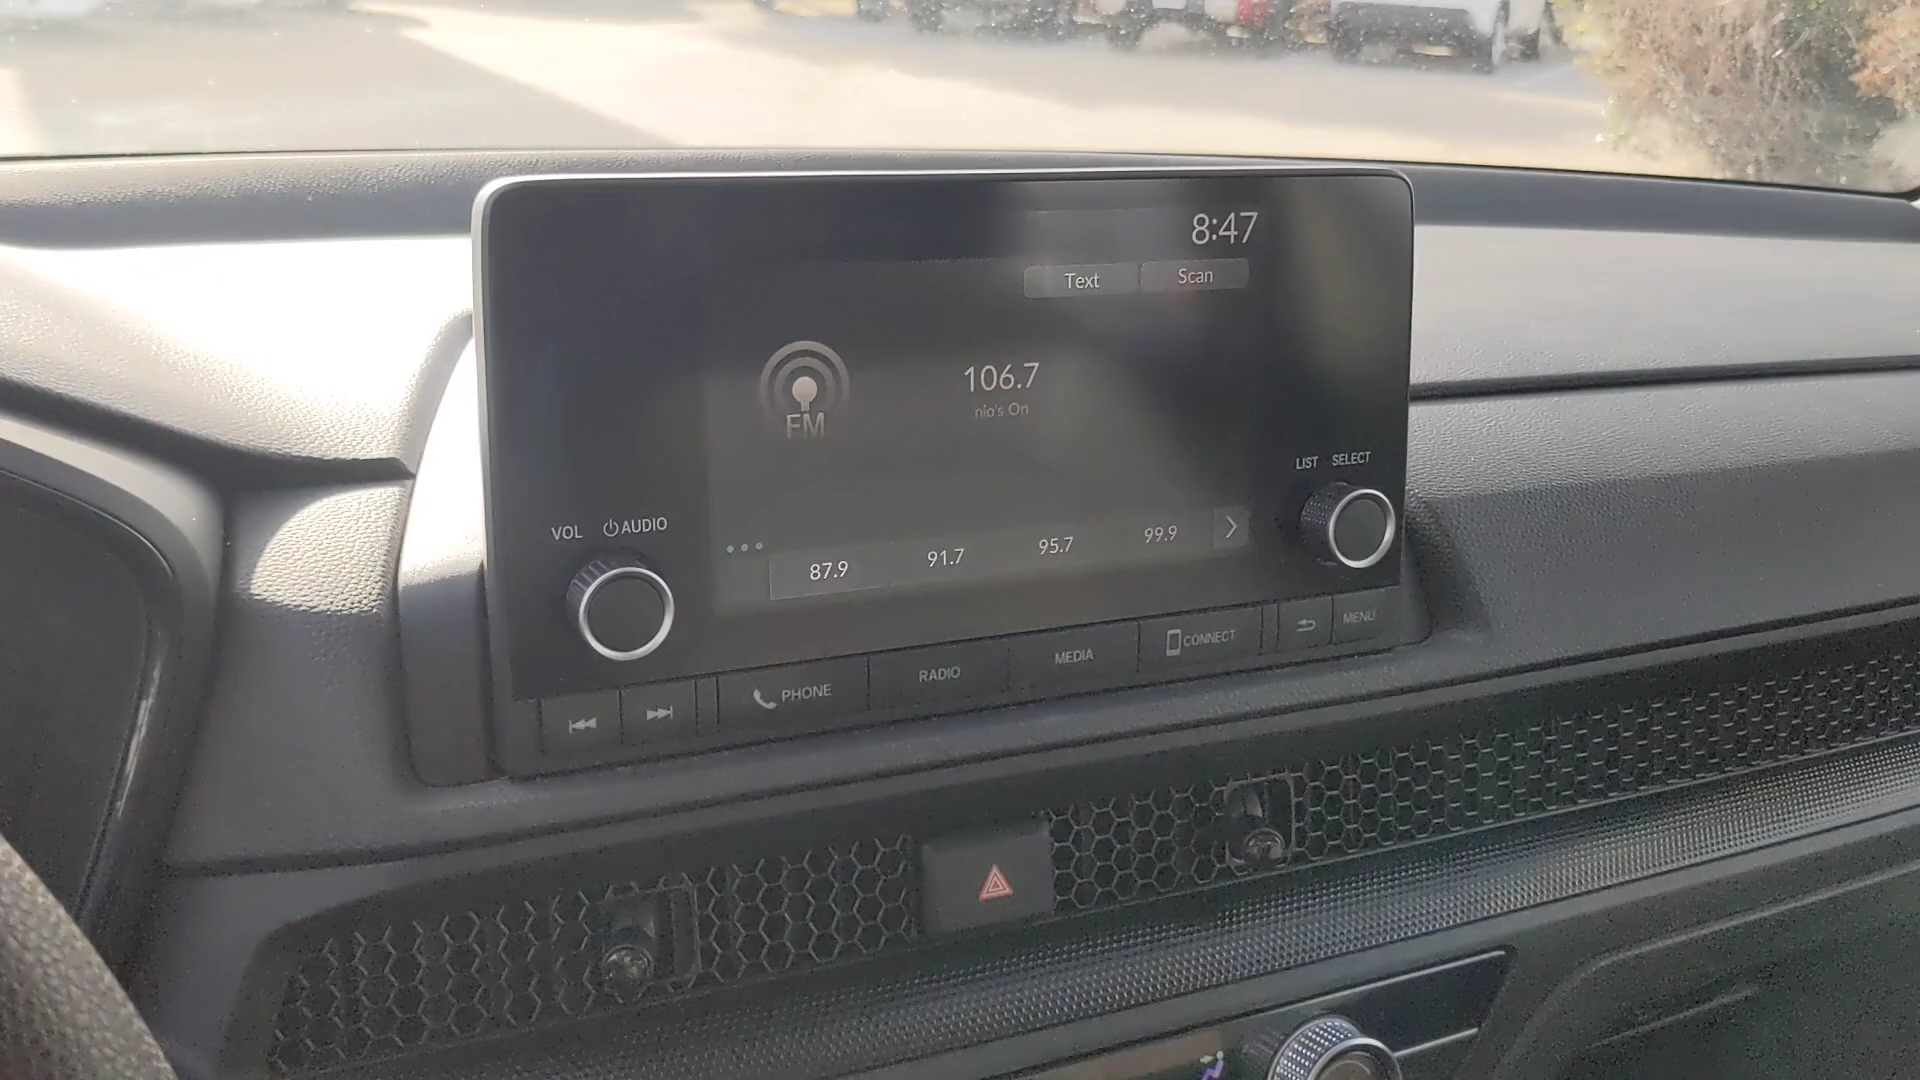 8:47
Text Scan
106.7
nio's On
FM
LIST SELECT
VOL AUDIO
87.9 91.7 95.7 99.9
PHONE RADIO MEDIA CONNECT MENU